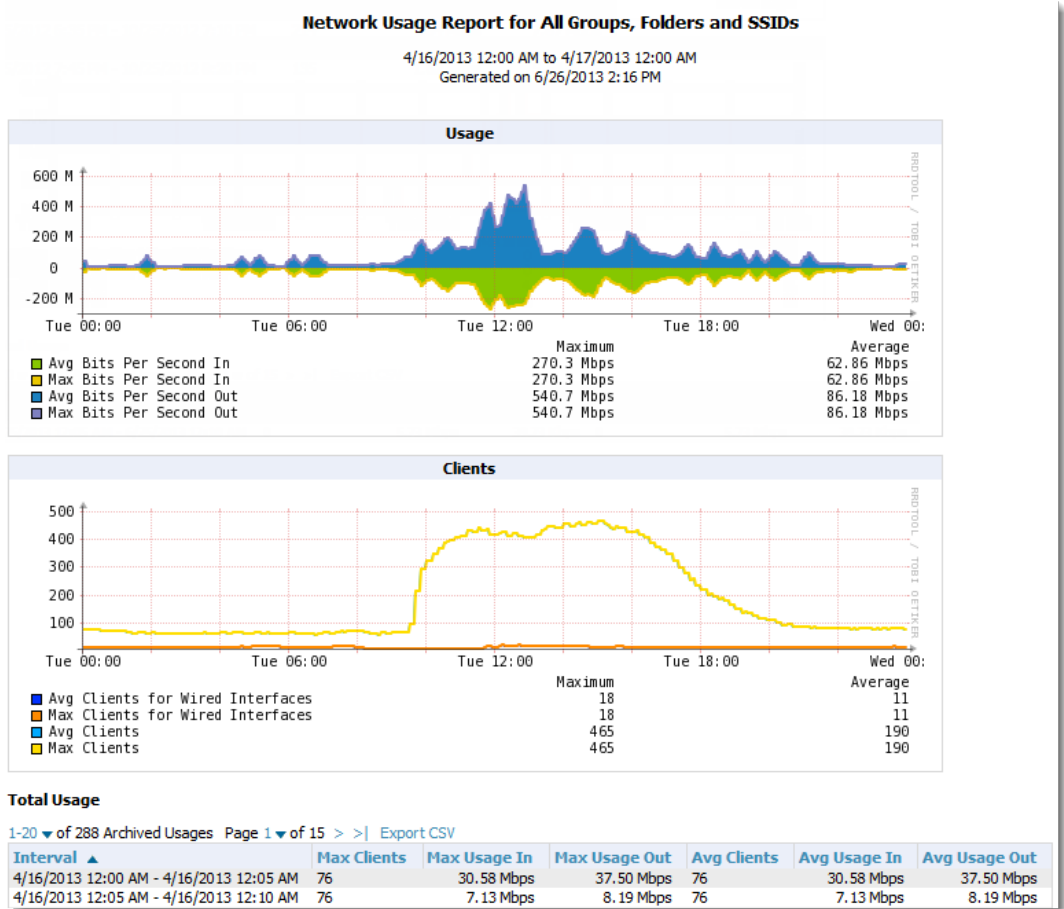 Network Usage Report for All Groups, Folders and SSIDs
4/16/2013 12:00 AM to 4/17/2013 12:00 AM
Generated on 6/26/2013 2:16 PM
Usage
600 M
400 M
200 M
0
-200 M
Tue 00:00 Tue 06:00 Tue 12:00 Tue 18:00 Wed 00:
RRDTOOL / TOBI OETIKER
Maximum Average
Avg Bits Per Second In 270.3 Mbps 62.86 Mbps
Max Bits Per Second In 270.3 Mbps 62.86 Mbps
Avg Bits Per Second Out 540.7 Mbps 86.18 Mbps
Max Bits Per Second Out 540.7 Mbps 86.18 Mbps
Clients
500
400
300
200
100
Tue 00:00 Tue 06:00 Tue 12:00 Tue 18:00 Wed 00:
RRDTOOL / TOBI OETIKER
Maximum Average
Avg Clients for Wired Interfaces 18 11
Max Clients for Wired Interfaces 18 11
Avg Clients 465 190
Max Clients 465 190
Total Usage
1-20 ▼ of 288 Archived Usages Page 1 ▼ of 15 > >| Export CSV
Interval ▲ Max Clients Max Usage In Max Usage Out Avg Clients Avg Usage In Avg Usage Out
4/16/2013 12:00 AM - 4/16/2013 12:05 AM 76 30.58 Mbps 37.50 Mbps 76 30.58 Mbps 37.50 Mbps
4/16/2013 12:05 AM - 4/16/2013 12:10 AM 76 7.13 Mbps 8.19 Mbps 76 7.13 Mbps 8.19 Mbps